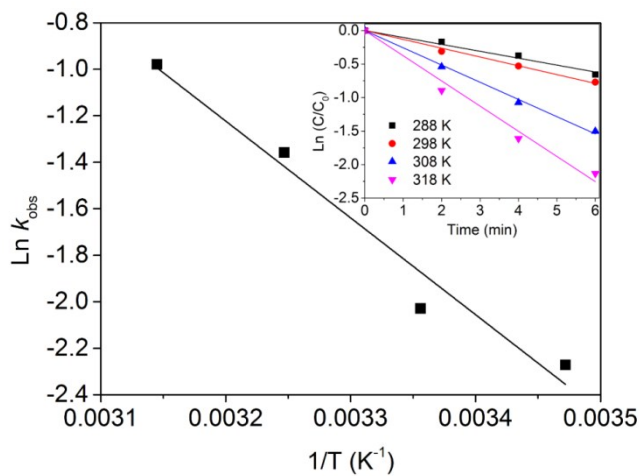 -0.8
-1.0
-1.2
-1.4
-1.6
-1.8
-2.0
-2.2
-2.4
Ln k_obs
0.0031
0.0032
0.0033
0.0034
0.0035
1/T (K⁻¹)
0.0
-0.5
-1.0
-1.5
-2.0
-2.5
Ln (C/C₀)
288 K
298 K
308 K
318 K
0 1 2 3 4 5 6
Time (min)